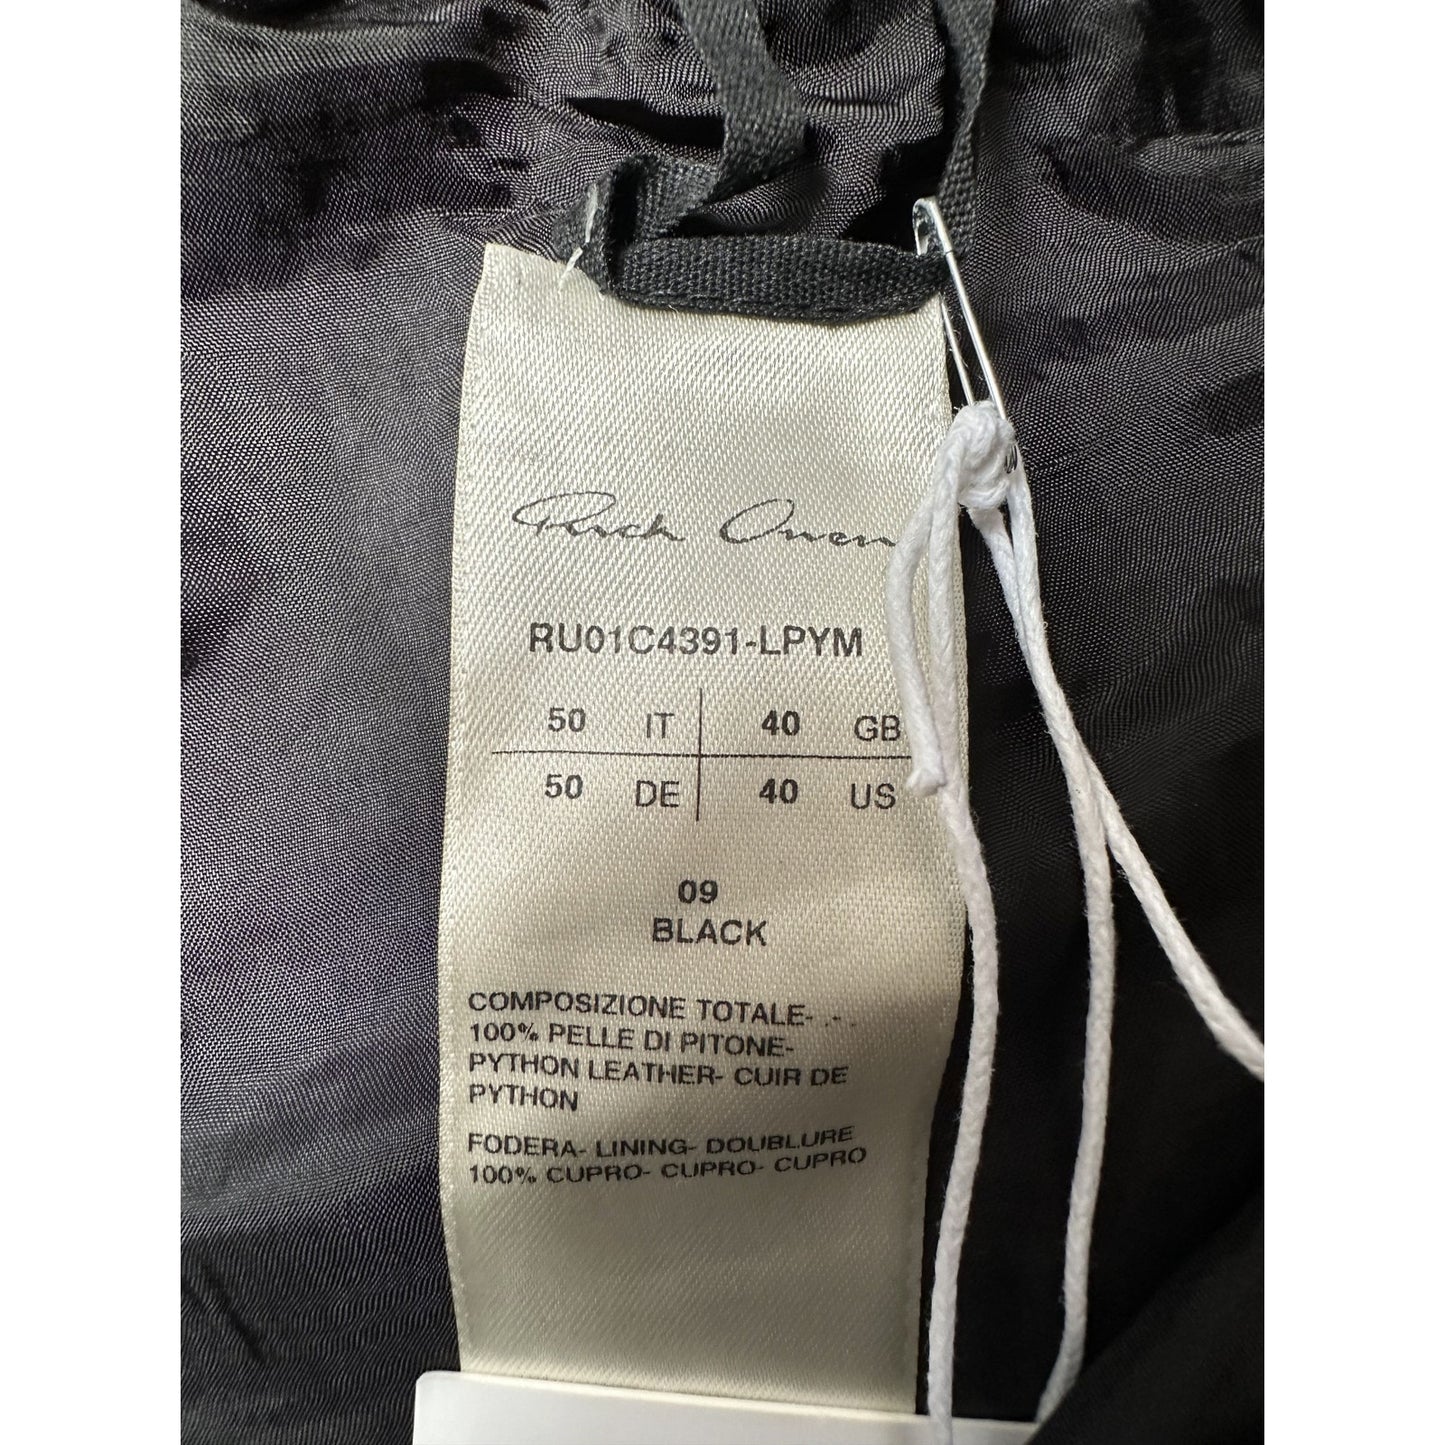 Rick Owen
RU01C4391-LPYM
50 IT 40 GB
50 DE 40 US
09
BLACK
COMPOSIZIONE TOTALE-
100% PELLE DI PITONE-
PYTHON LEATHER- CUIR DE
PYTHON
FODERA- LINING- DOUBLURE
100% CUPRO- CUPRO- CUPRO